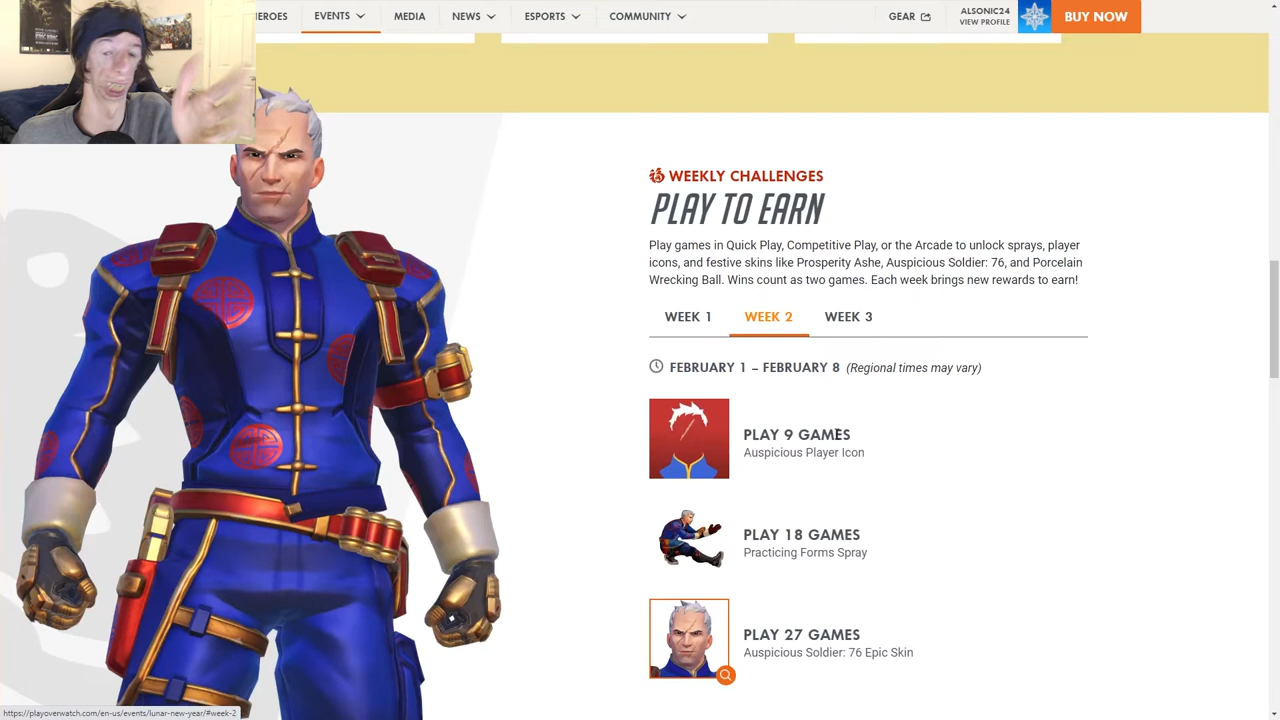 HEROES
EVENTS
MEDIA
NEWS
ESPORTS
COMMUNITY
GEAR
ALSONIC24
VIEW PROFILE
BUY NOW
WEEKLY CHALLENGES
PLAY TO EARN
Play games in Quick Play, Competitive Play, or the Arcade to unlock sprays, player
icons, and festive skins like Prosperity Ashe, Auspicious Soldier: 76, and Porcelain
Wrecking Ball. Wins count as two games. Each week brings new rewards to earn!
WEEK 1
WEEK 2
WEEK 3
FEBRUARY 1 – FEBRUARY 8 (Regional times may vary)
PLAY 9 GAMES
Auspicious Player Icon
PLAY 18 GAMES
Practicing Forms Spray
PLAY 27 GAMES
Auspicious Soldier: 76 Epic Skin
https://playoverwatch.com/en-us/events/lunar-new-year/#week-2